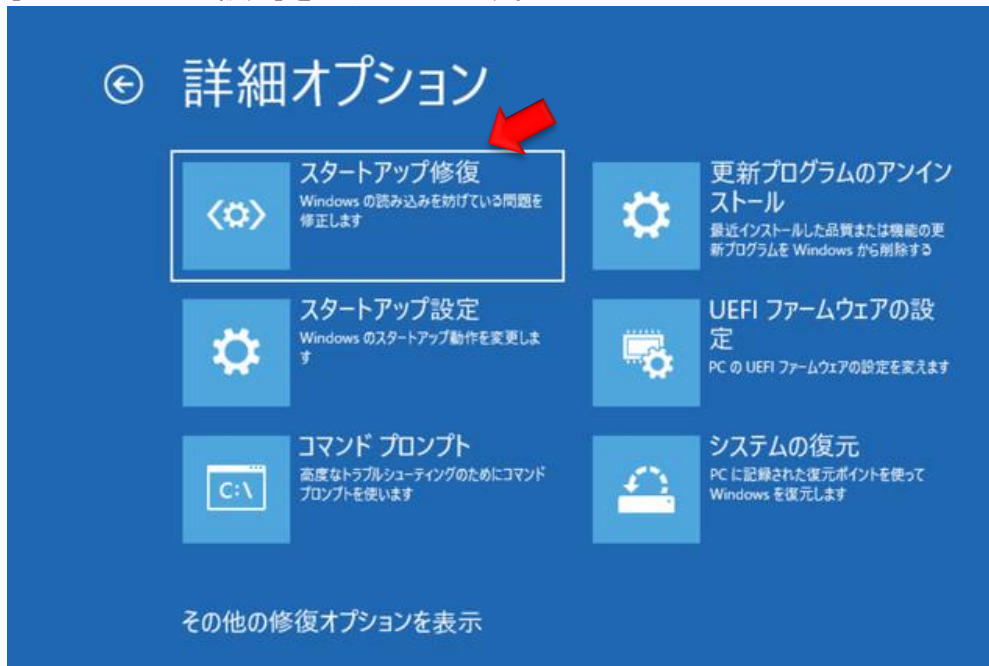 詳細オプション
スタートアップ修復
Windows の読み込みを妨げている問題を
修正します
更新プログラムのアンイン
ストール
最近インストールした品質または機能の更
新プログラムを Windows から削除する
スタートアップ設定
Windows のスタートアップ動作を変更しま
す
UEFI ファームウェアの設
定
PC の UEFI ファームウェアの設定を変えます
コマンド プロンプト
高度なトラブルシューティングのためにコマンド
プロンプトを使います
C:\
システムの復元
PC に記録された復元ポイントを使って
Windows を復元します
その他の修復オプションを表示